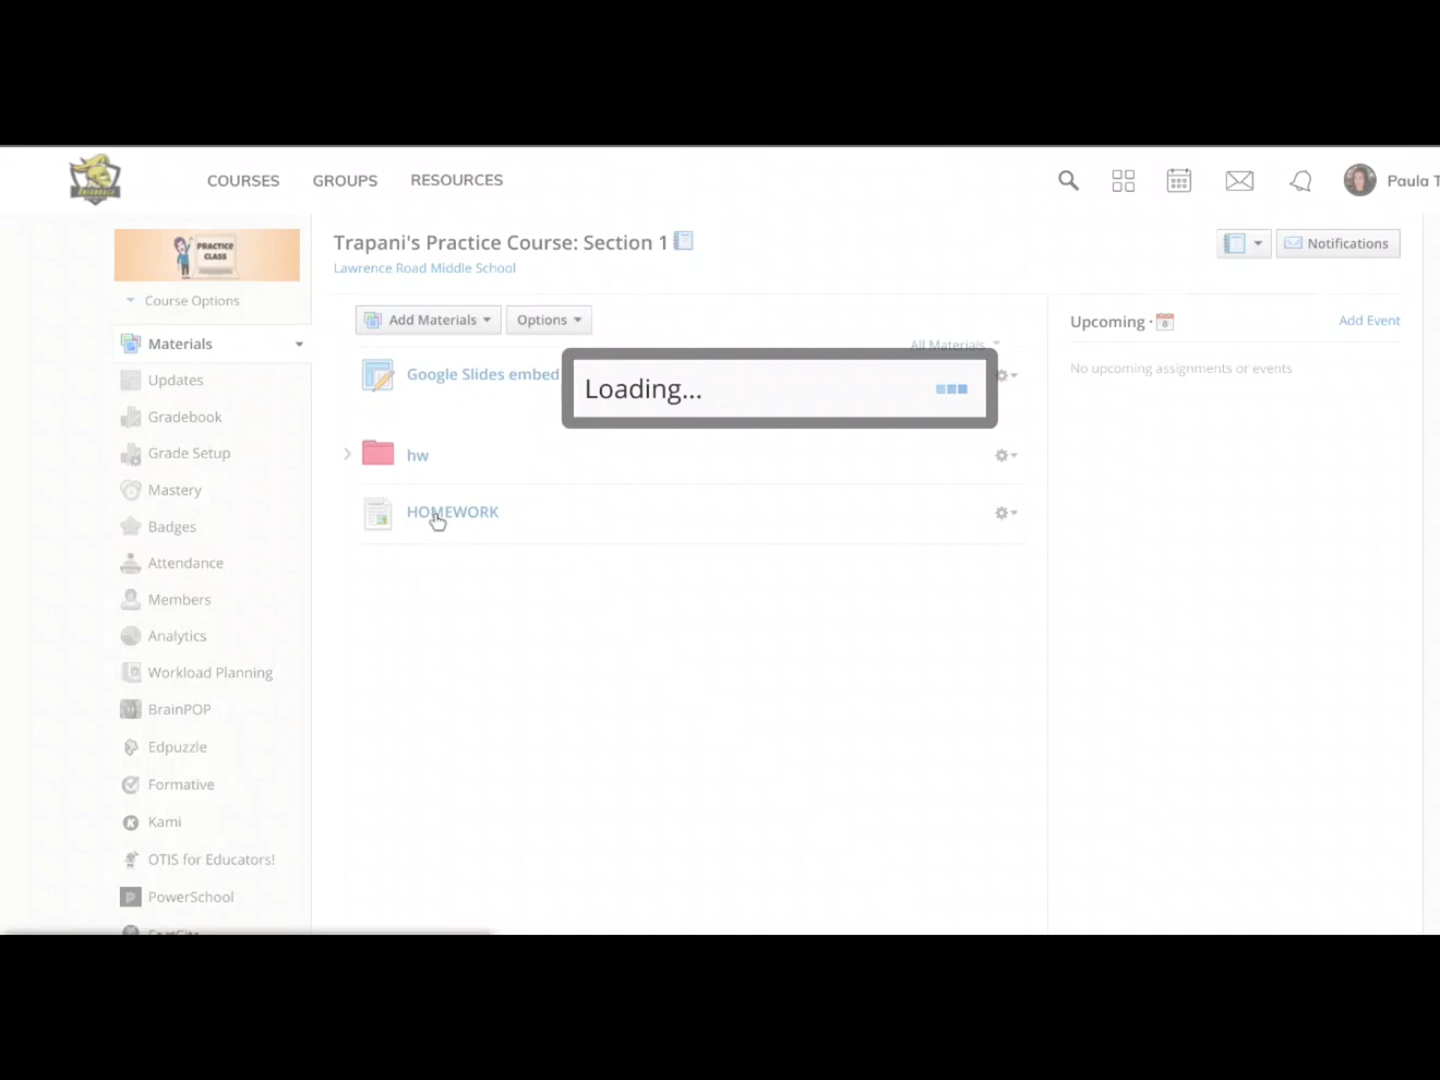 COURSES GROUPS RESOURCES
Paula T
PRACTICE
CLASS
Course Options
Trapani's Practice Course: Section 1
Lawrence Road Middle School
Notifications
Add Materials Options
All Materials
Upcoming · 8
Add Event
No upcoming assignments or events
Google Slides embed
Loading...
hw
HOMEWORK
Materials
Updates
Gradebook
Grade Setup
Mastery
Badges
Attendance
Members
Analytics
Workload Planning
BrainPOP
Edpuzzle
Formative
Kami
OTIS for Educators!
PowerSchool